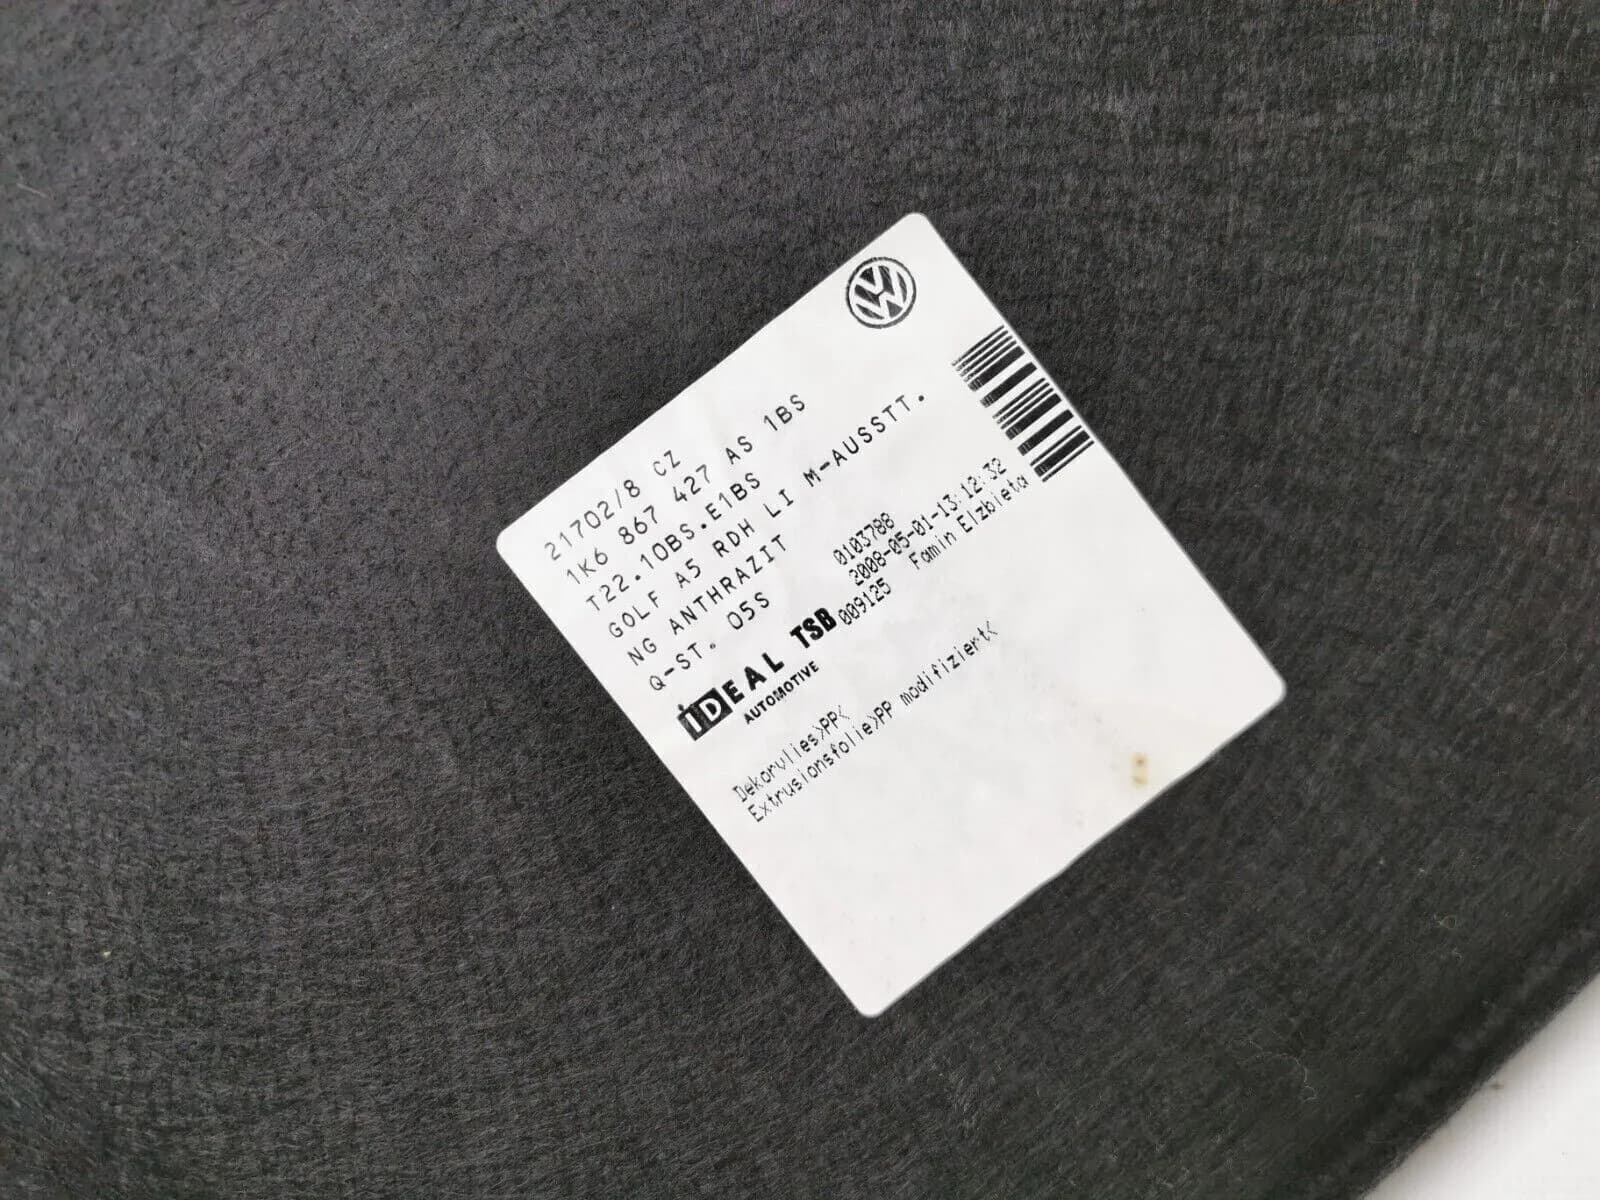 21702/8 CZ
1K6 867 427 AS 1BS
T22.10BS.E1BS
GOLF A5 RDH LI M-AUSSTT.
NG ANTHRAZIT
Q-ST. 05S
0103788
2008-05-01-13:12:32
009125 Famin Elzbieta
IDEAL TSB
AUTOMOTIVE
Dekorvlies>PP<
Extrusionsfolie>PP modifiziert<
VW